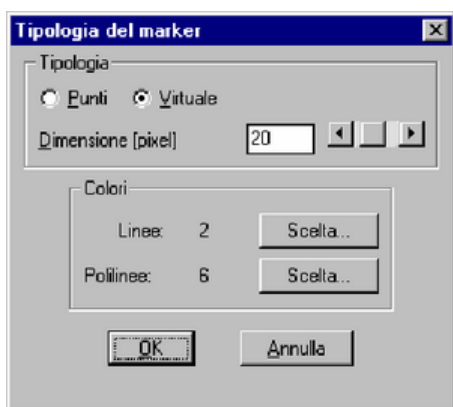 Tipologia del marker
Tipologia
Punti Virtuale
Dimensione [pixel] 20
Colori
Linee: 2 Scelta...
Polilinee: 6 Scelta...
OK Annulla